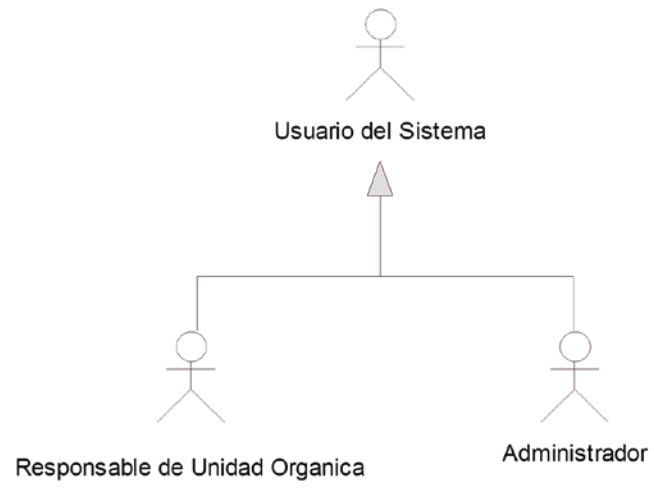 Usuario del Sistema
Responsable de Unidad Organica
Administrador